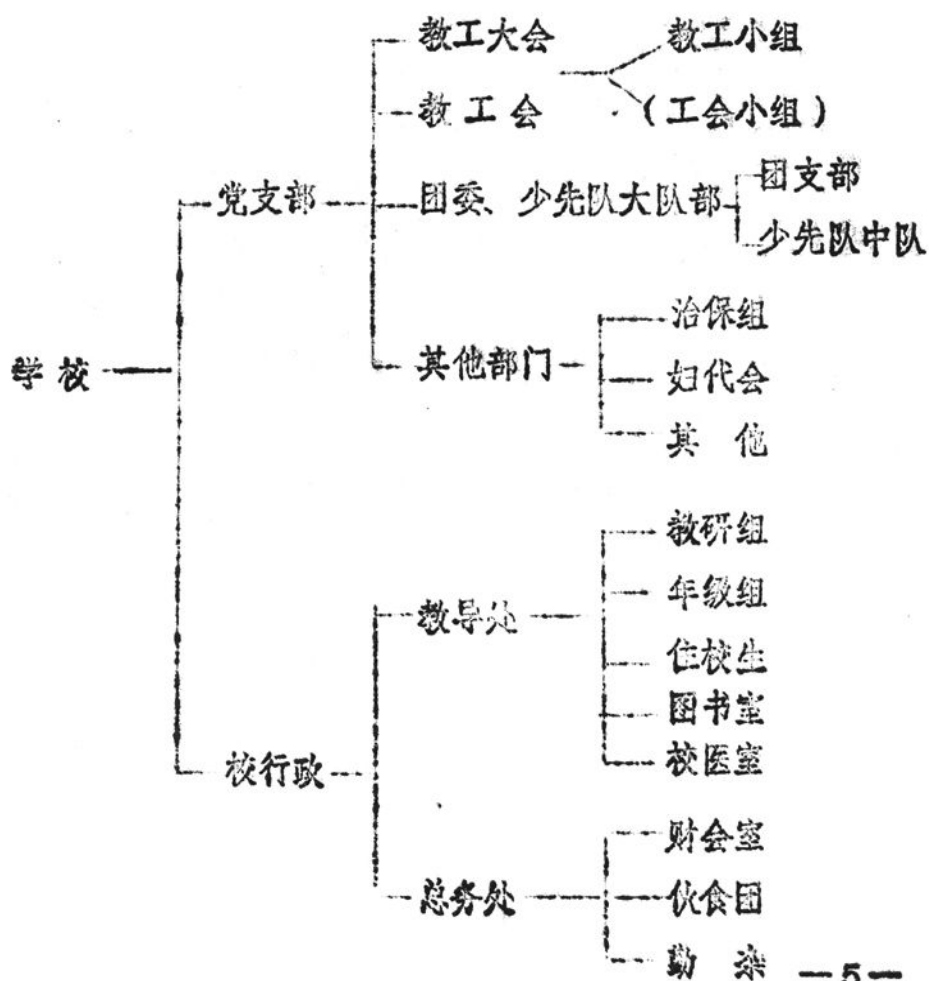 教工大会 教工小组
教工会 (工会小组)
党支部 团委、少先队大队部 团支部
少先队中队
治保组
学校 其他部门 妇代会
其他
教研组
教导处 年级组
住校生
图书室
校行政 校医室
财会室
总务处 伙食团
勤杂
—5—